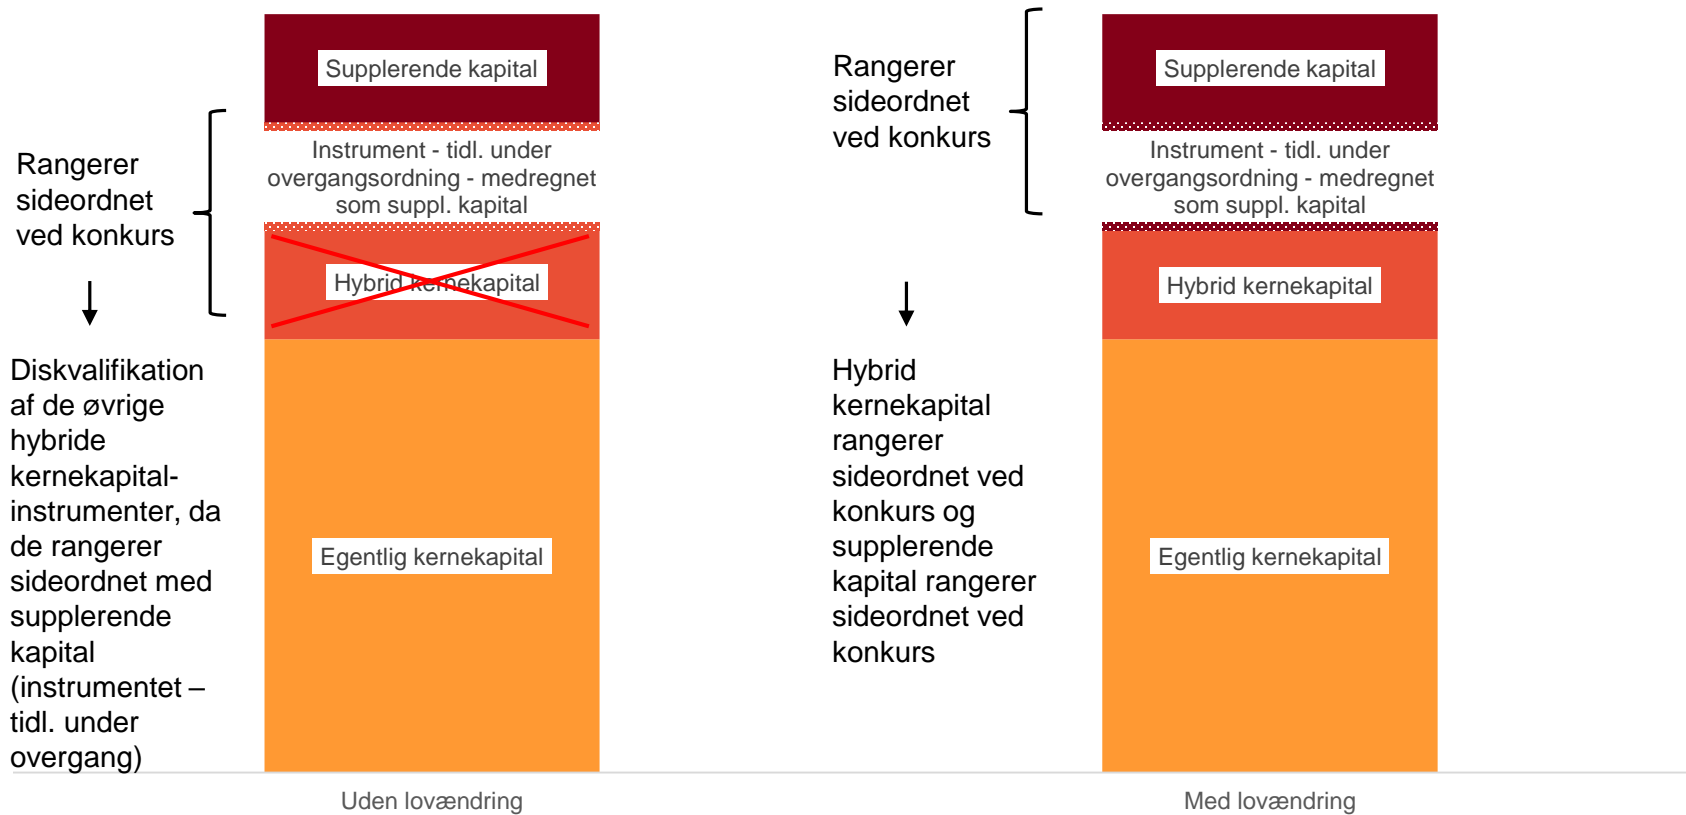 Rangerer
sideordnet
ved konkurs
Diskvalifikation
af de øvrige
hybride
kernekapital-
instrumenter, da
de rangerer
sideordnet med
supplerende
kapital
(instrumentet –
tidl. under
overgang)
Supplerende kapital
Instrument - tidl. under
overgangsordning - medregnet
som suppl. kapital
Hybrid kernekapital
Egentlig kernekapital
Uden lovændring
Rangerer
sideordnet
ved konkurs
Hybrid
kernekapital
rangerer
sideordnet ved
konkurs og
supplerende
kapital rangerer
sideordnet ved
konkurs
Supplerende kapital
Instrument - tidl. under
overgangsordning - medregnet
som suppl. kapital
Hybrid kernekapital
Egentlig kernekapital
Med lovændring